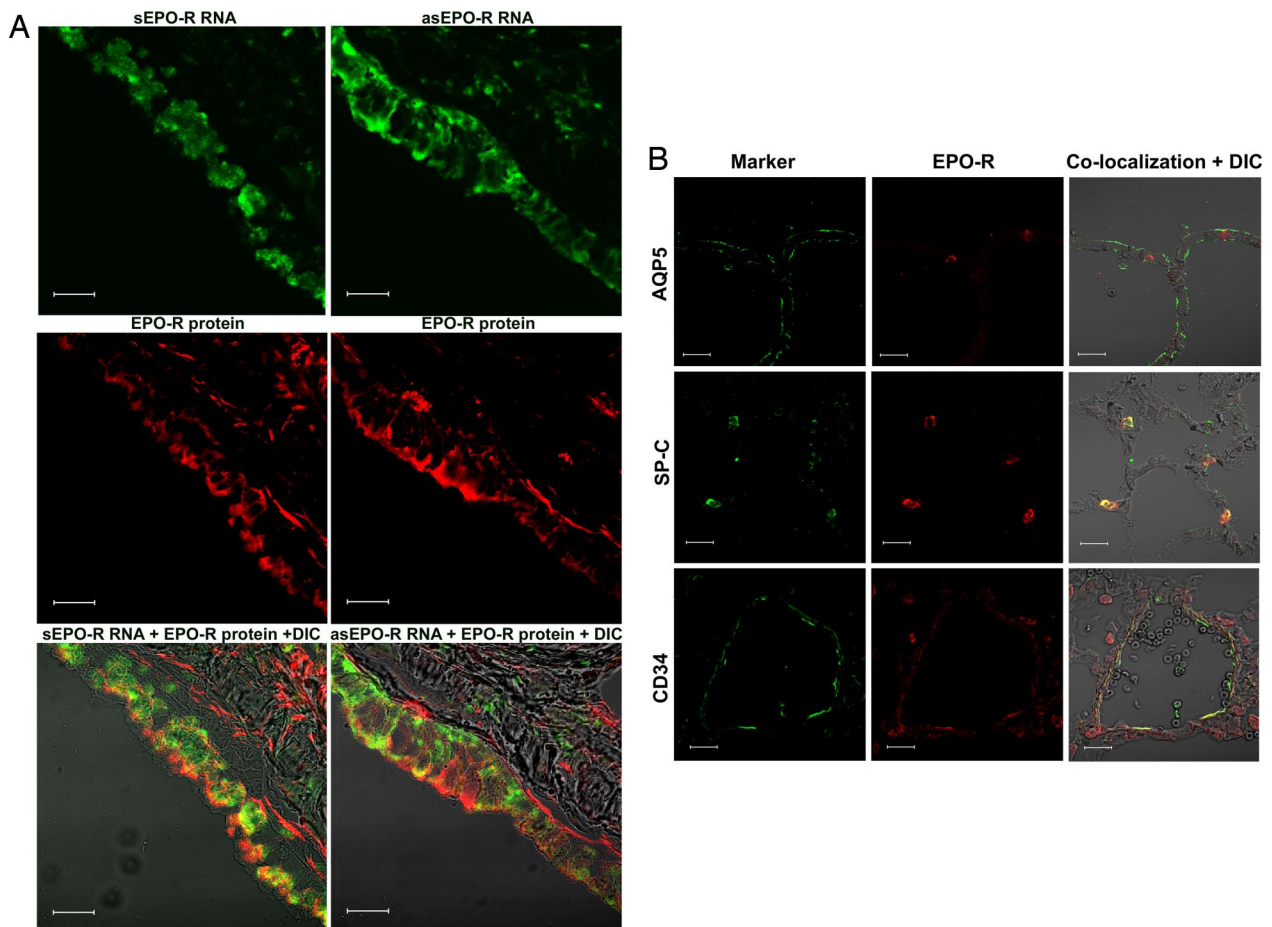 A
sEPO-R RNA
asEPO-R RNA
EPO-R protein
EPO-R protein
sEPO-R RNA + EPO-R protein +DIC
asEPO-R RNA + EPO-R protein + DIC
B
Marker
EPO-R
Co-localization + DIC
AQP5
SP-C
CD34